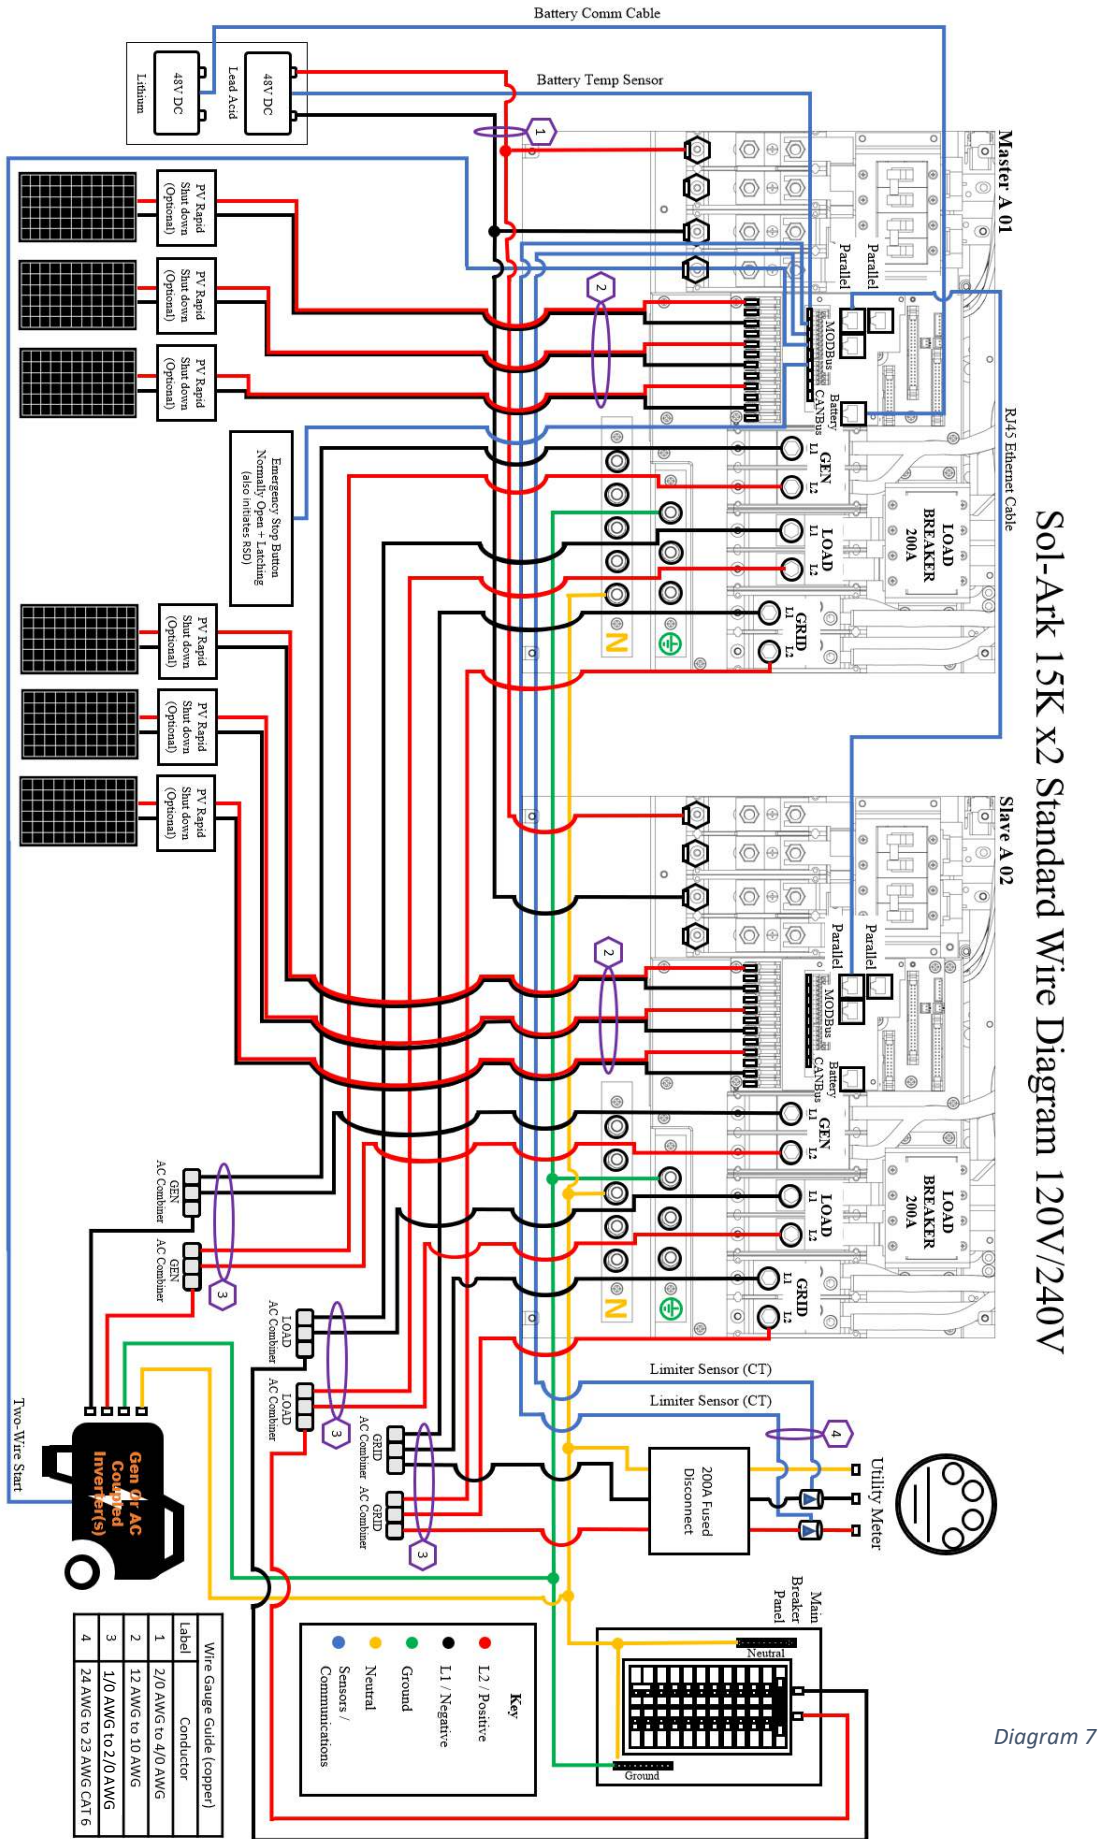 Sol-Ark 15K x2 Standard Wire Diagram 120V/240V
Diagram 7
Battery Comm Cable
Battery Temp Sensor
48V DC
Lithium
48V DC
Lead Acid
1
Master A 01
Parallel
Parallel
MODBus
Battery
CANBus
RJ45 Ethernet Cable
2
PV Rapid
Shut down
(Optional)
PV Rapid
Shut down
(Optional)
PV Rapid
Shut down
(Optional)
Emergency Stop Button
Normally Open + Latching
(also initiates RSD)
GEN
L1
L2
LOAD
L1
L2
GRID
L1
L2
LOAD
BREAKER
200A
N
Slave A 02
Parallel
Parallel
MODBus
Battery
CANBus
2
PV Rapid
Shut down
(Optional)
PV Rapid
Shut down
(Optional)
PV Rapid
Shut down
(Optional)
GEN
L1
L2
LOAD
L1
L2
GRID
L1
L2
LOAD
BREAKER
200A
N
GEN
AC Combiner
GEN
AC Combiner
3
LOAD
AC Combiner
LOAD
AC Combiner
3
GRID
AC Combiner
GRID
AC Combiner
3
Limiter Sensor (CT)
Limiter Sensor (CT)
4
Utility Meter
200A Fused
Disconnect
Two-Wire Start
Gen Or AC
Coupled
Inverter(s)
Main
Breaker
Panel
Neutral
Ground
Key
L2 / Positive
L1 / Negative
Ground
Neutral
Sensors /
Communications
Wire Gauge Guide (copper)
Label Conductor
1 2/0 AWG to 4/0 AWG
2 12 AWG to 10 AWG
3 1/0 AWG to 2/0 AWG
4 24 AWG to 23 AWG CAT 6